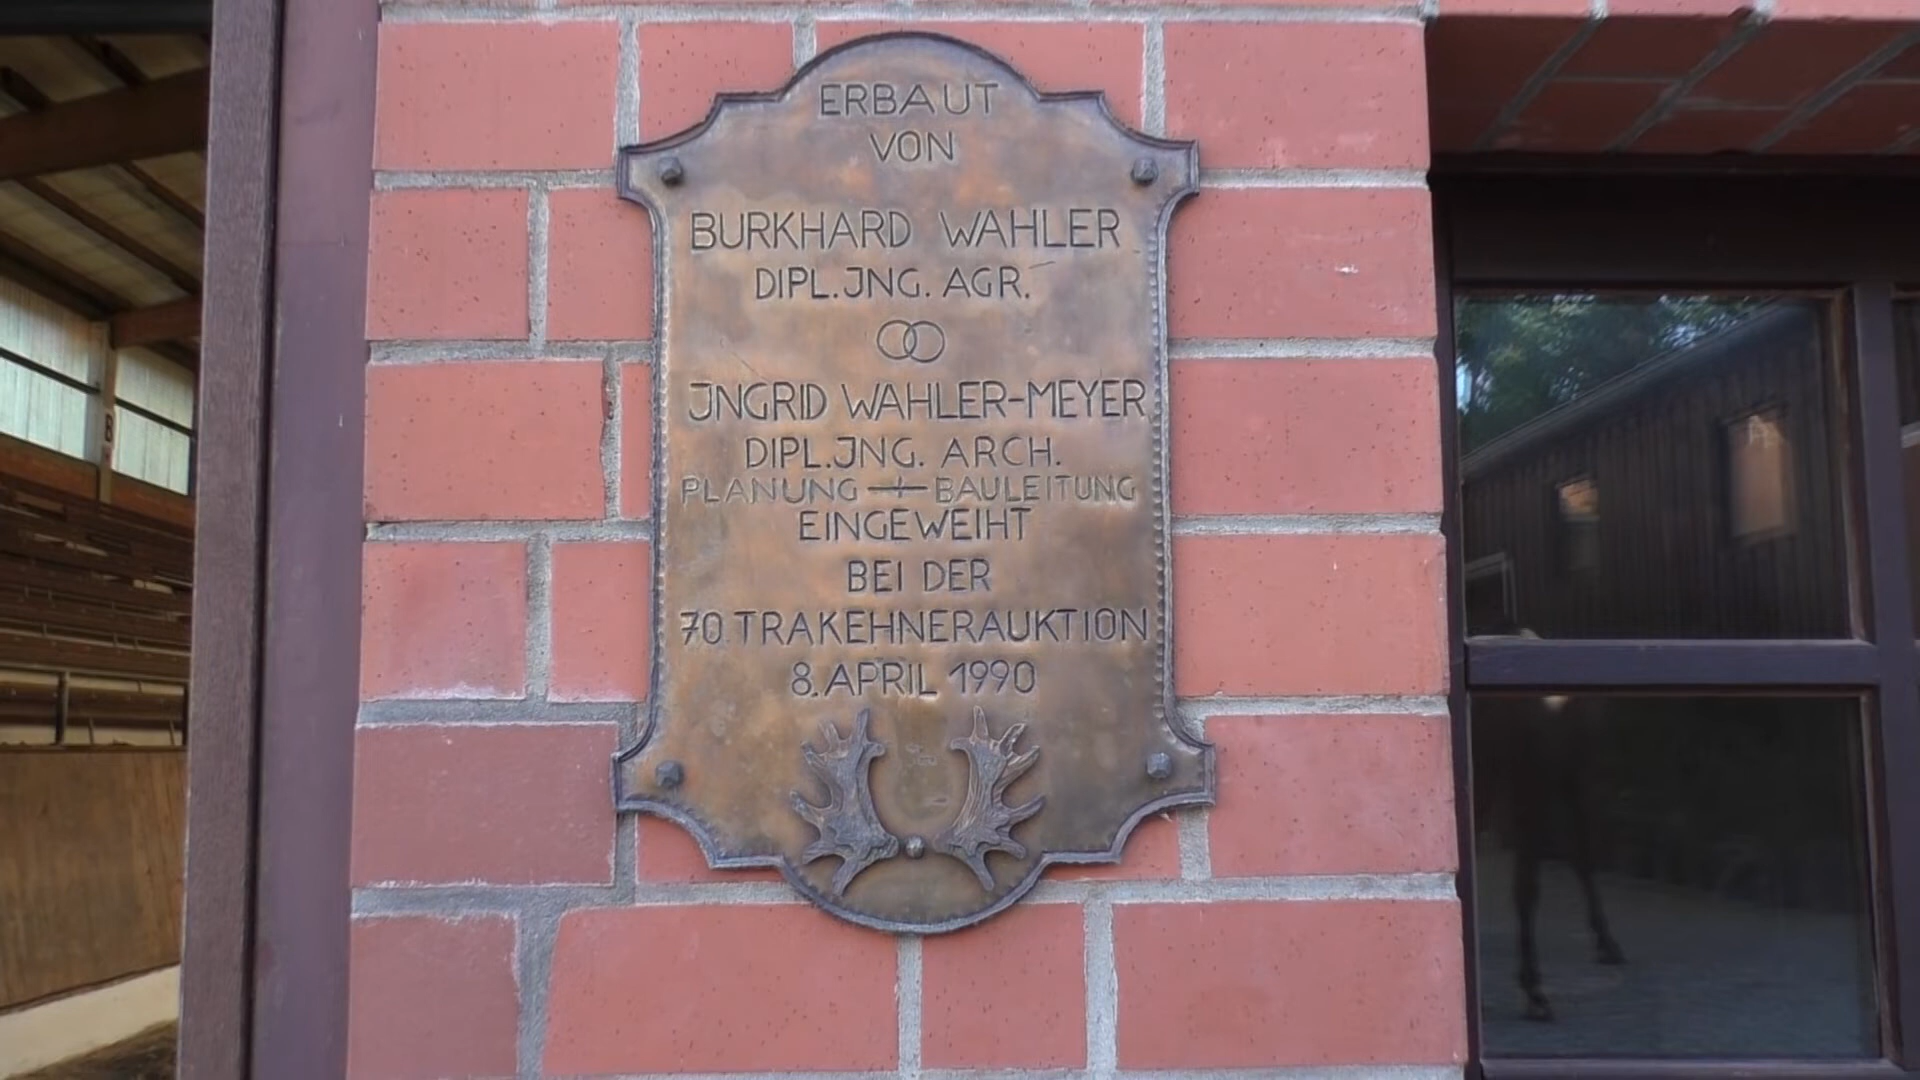 ERBAUT
VON
BURKHARD WAHLER
DIPL.JNG. AGR.
JNGRID WAHLER-MEYER
DIPL.JNG. ARCH.
PLANUNG + BAULEITUNG
EINGEWEIHT
BEI DER
70. TRAKEHNERAUKTION
8. APRIL 1990